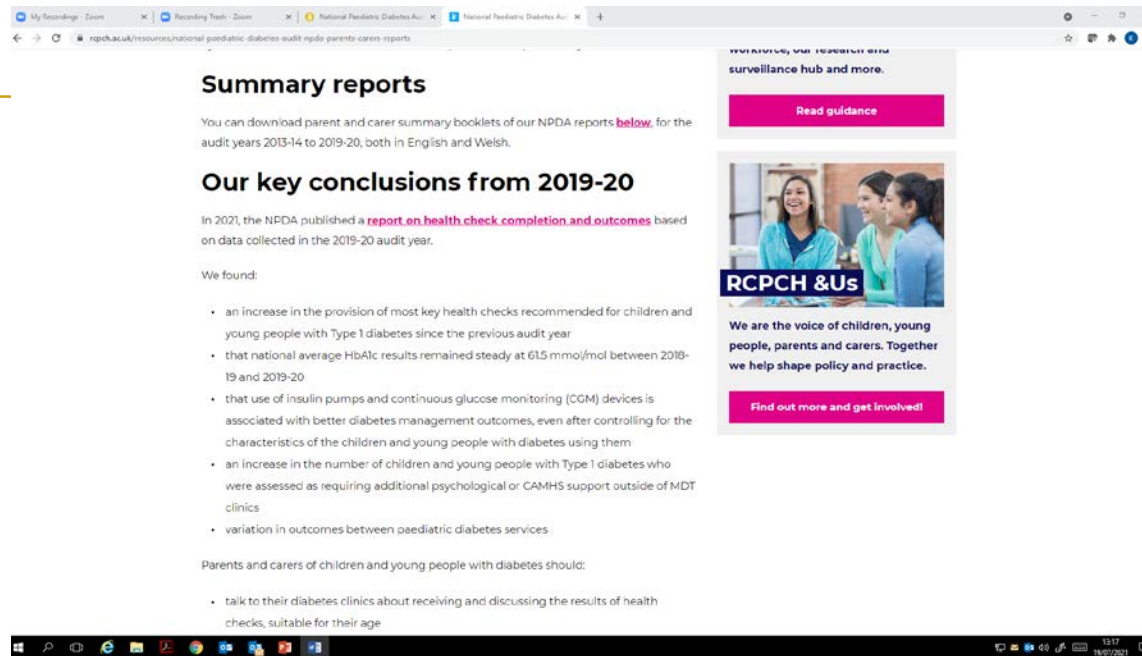 My Recordings - Zoom
Recording Trash - Zoom
National Paediatric Diabetes Au
National Paediatric Diabetes Au
rcpch.ac.uk/resources/national-paediatric-diabetes-audit-npda-parents-carers-reports
workforce, our research and
surveillance hub and more.
Read guidance
Summary reports
You can download parent and carer summary booklets of our NPDA reports below, for the
audit years 2013-14 to 2019-20, both in English and Welsh.
Our key conclusions from 2019-20
In 2021, the NPDA published a report on health check completion and outcomes based
on data collected in the 2019-20 audit year.
We found:
• an increase in the provision of most key health checks recommended for children and
young people with Type 1 diabetes since the previous audit year
• that national average HbA1c results remained steady at 61.5 mmol/mol between 2018-
19 and 2019-20
• that use of insulin pumps and continuous glucose monitoring (CGM) devices is
associated with better diabetes management outcomes, even after controlling for the
characteristics of the children and young people with diabetes using them
• an increase in the number of children and young people with Type 1 diabetes who
were assessed as requiring additional psychological or CAMHS support outside of MDT
clinics
• variation in outcomes between paediatric diabetes services
Parents and carers of children and young people with diabetes should:
• talk to their diabetes clinics about receiving and discussing the results of health
checks, suitable for their age
RCPCH &Us
We are the voice of children, young
people, parents and carers. Together
we help shape policy and practice.
Find out more and get involved!
13:17
19/07/2021